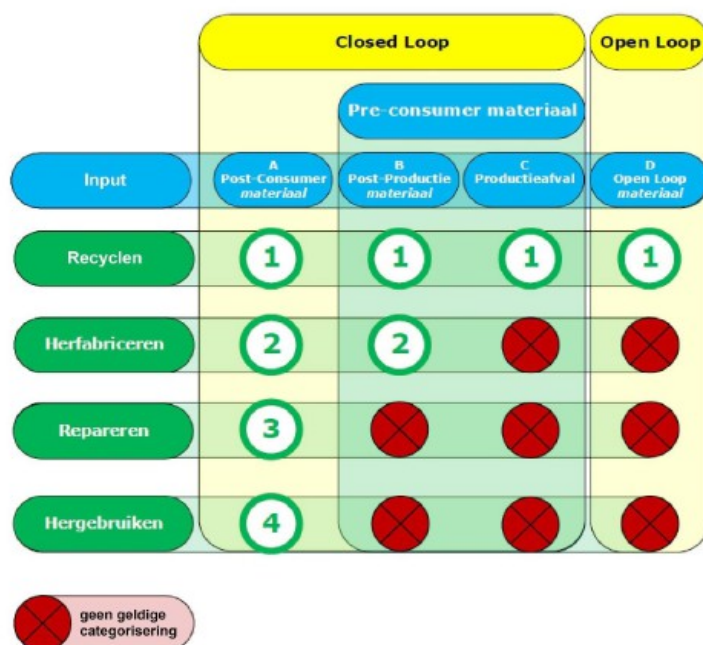 Closed Loop
Open Loop
Pre-consumer materiaal
Input
A
Post-Consumer
materiaal
B
Post-Productie
materiaal
C
Productieafval
D
Open Loop
materiaal
Recyclen
1
1
1
1
Herfabriceren
2
2
Repareren
3
Hergebruiken
4
geen geldige
categorisering